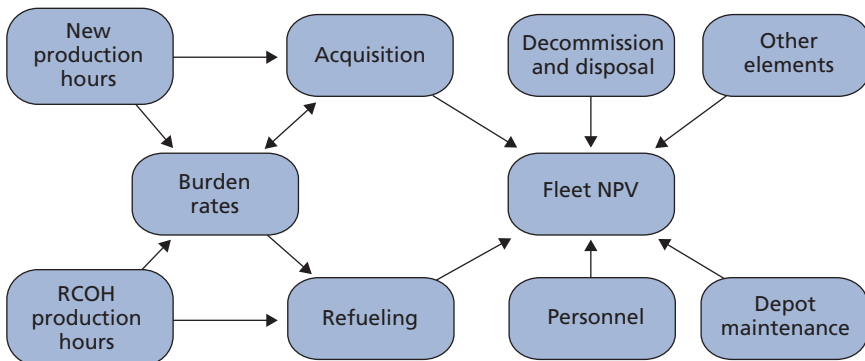 New
production
hours
Acquisition
Decommission
and disposal
Other
elements
Burden
rates
Fleet NPV
RCOH
production
hours
Refueling
Personnel
Depot
maintenance